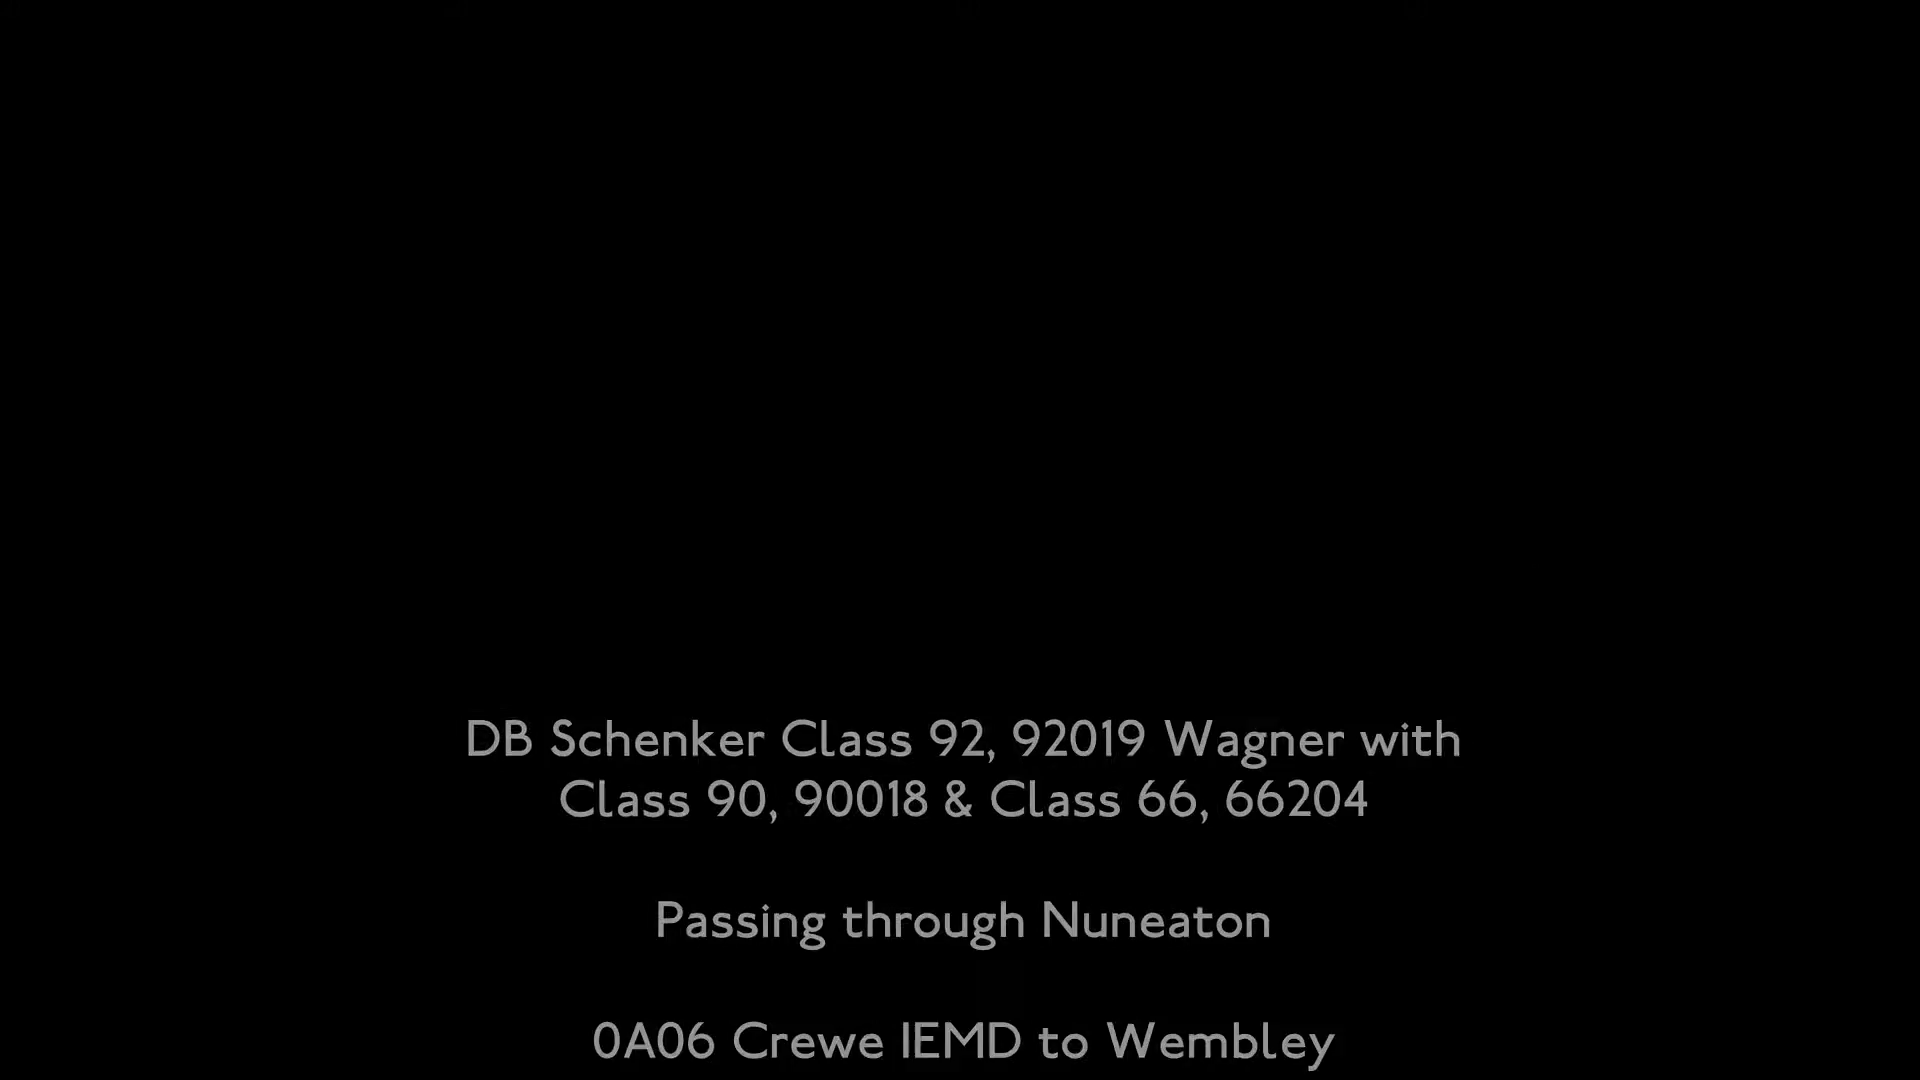 DB Schenker Class 92, 92019 Wagner with
Class 90, 90018 & Class 66, 66204
Passing through Nuneaton
0A06 Crewe IEMD to Wembley